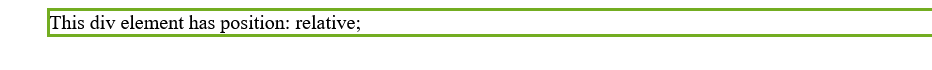 This div element has position: relative;